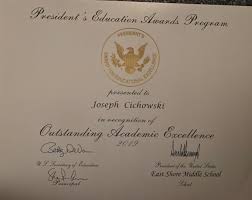 President's Education Awards Program
PRESIDENT'S
presented to
Joseph Cichowski
in recognition of
Outstanding Academic Excellence
2019
U.S. Secretary of Education
President of the United States
Principal
East Shore Middle School
School